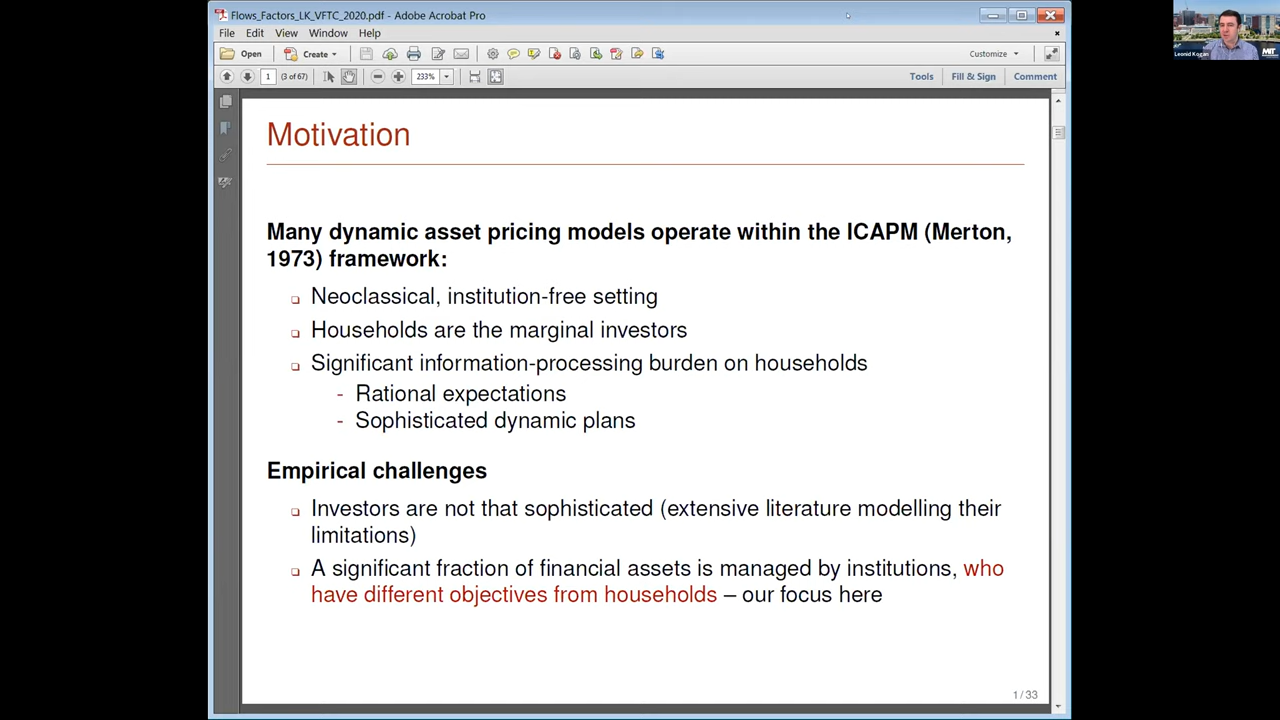 Flows_Factors_LK_VFTC_2020.pdf - Adobe Acrobat Pro
File Edit View Window Help
Open Create Customize
1 (3 of 67) 233% Tools Fill & Sign Comment
Motivation
Many dynamic asset pricing models operate within the ICAPM (Merton,
1973) framework:
Neoclassical, institution-free setting
Households are the marginal investors
Significant information-processing burden on households
- Rational expectations
- Sophisticated dynamic plans
Empirical challenges
Investors are not that sophisticated (extensive literature modelling their
limitations)
A significant fraction of financial assets is managed by institutions, who
have different objectives from households – our focus here
1 / 33
Leonid Kogan
MIT